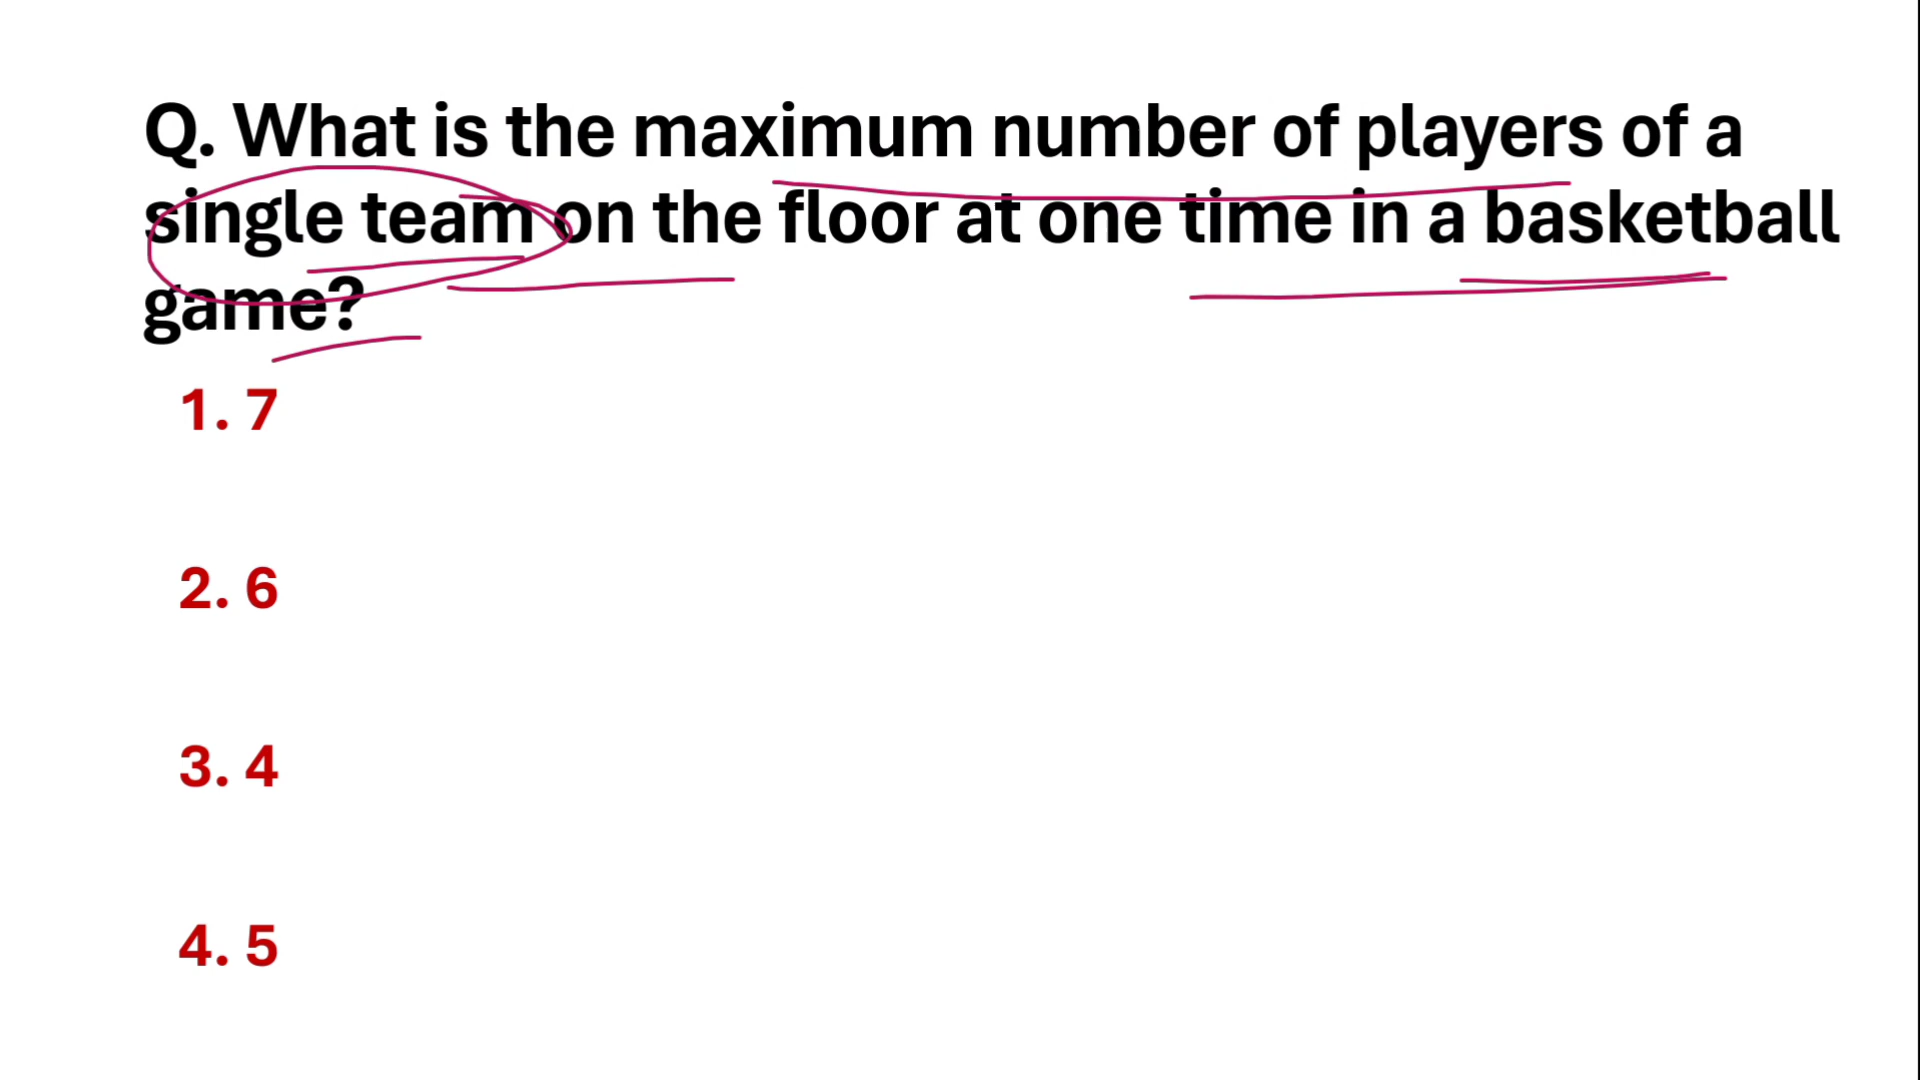 Q. What is the maximum number of players of a
single team on the floor at one time in a basketball
game?
1. 7
2. 6
3. 4
4. 5